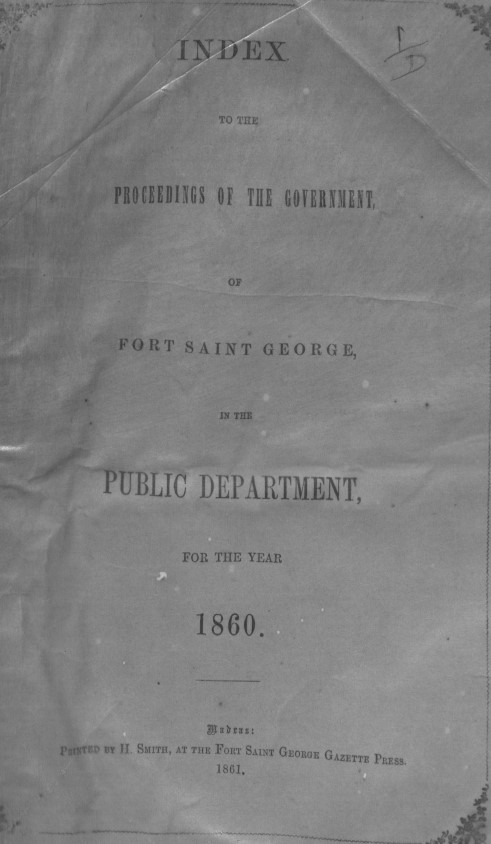 INDEX
TO THE
PROCEEDINGS OF THE GOVERNMENT,
OF
FORT SAINT GEORGE,
IN THE
PUBLIC DEPARTMENT,
FOR THE YEAR
1860.
Madras:
PRINTED BY H. SMITH, AT THE FORT SAINT GEORGE GAZETTE PRESS.
1861.